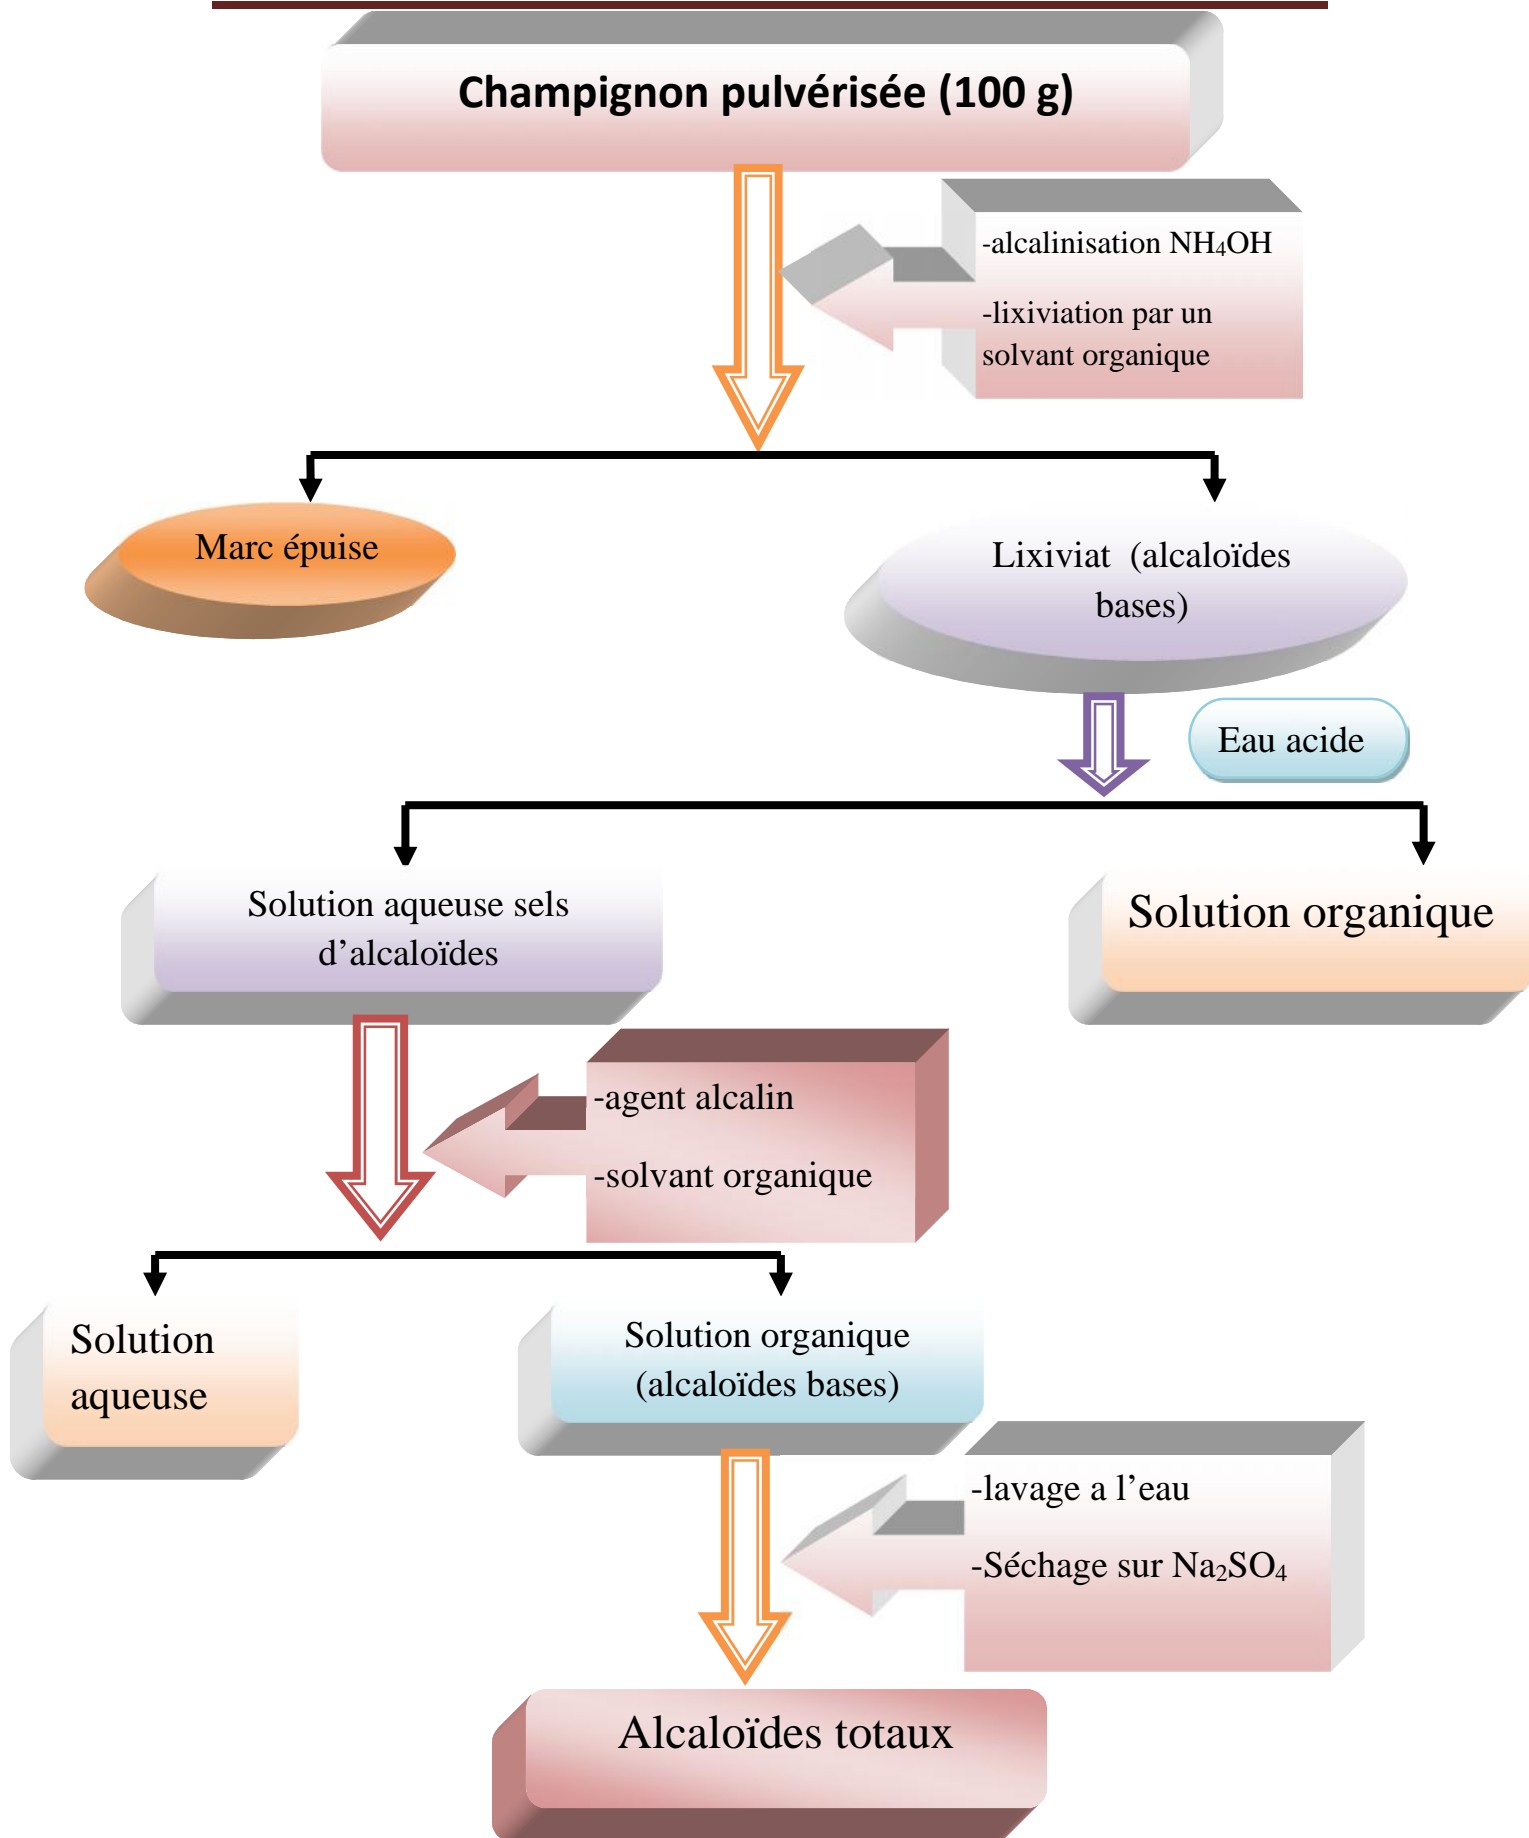 Champignon pulvérisée (100 g)
-alcalinisation NH₄OH
-lixiviation par un
solvant organique
Marc épuise
Lixiviat (alcaloïdes
bases)
Eau acide
Solution aqueuse sels
d’alcaloïdes
Solution organique
-agent alcalin
-solvant organique
Solution
aqueuse
Solution organique
(alcaloïdes bases)
-lavage a l’eau
-Séchage sur Na₂SO₄
Alcaloïdes totaux